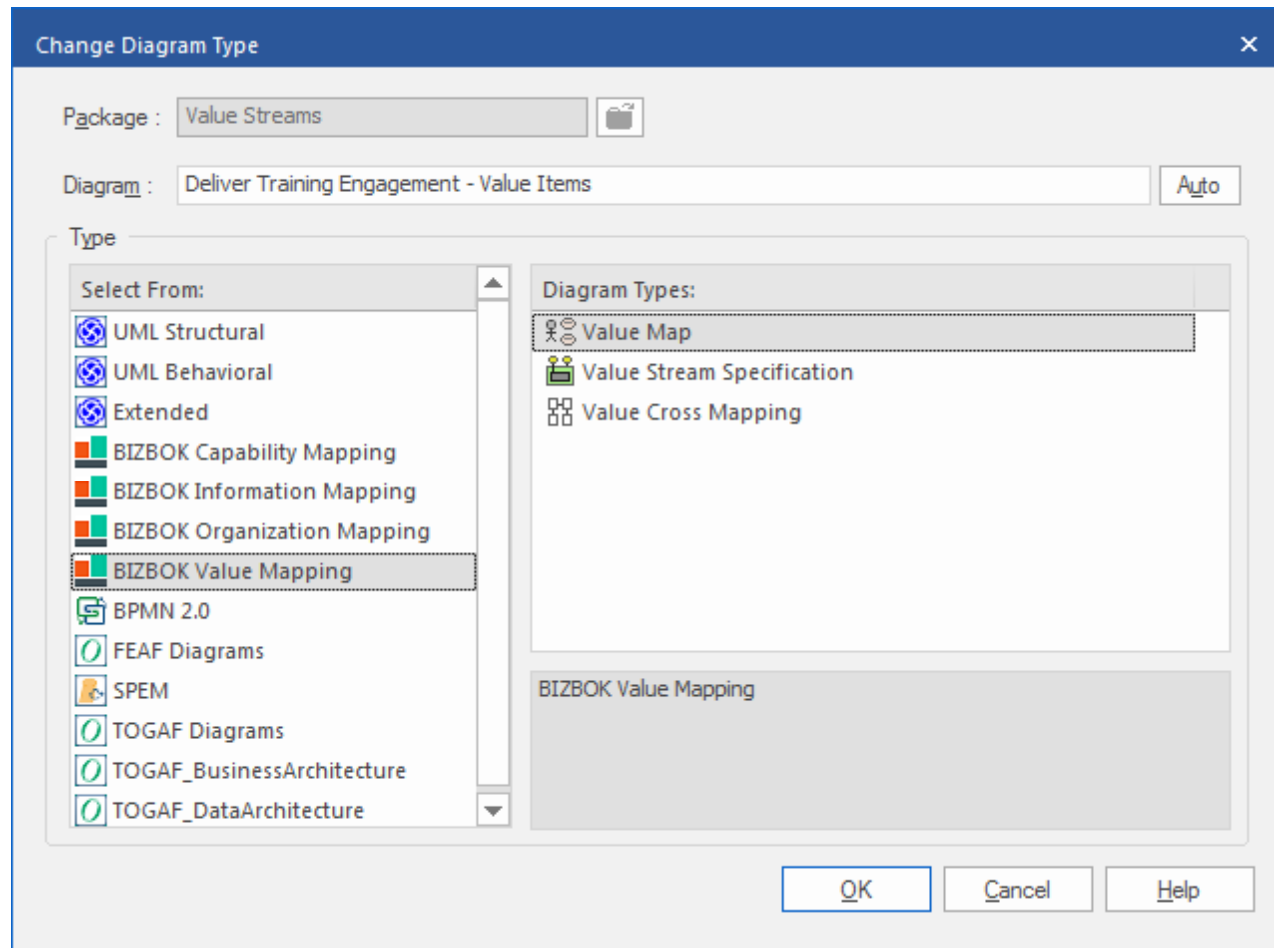 Change Diagram Type
Package : Value Streams
Diagram : Deliver Training Engagement - Value Items Auto
Type
Select From:
UML Structural
UML Behavioral
Extended
BIZBOK Capability Mapping
BIZBOK Information Mapping
BIZBOK Organization Mapping
BIZBOK Value Mapping
BPMN 2.0
FEAF Diagrams
SPEM
TOGAF Diagrams
TOGAF_BusinessArchitecture
TOGAF_DataArchitecture
Diagram Types:
Value Map
Value Stream Specification
Value Cross Mapping
BIZBOK Value Mapping
OK Cancel Help